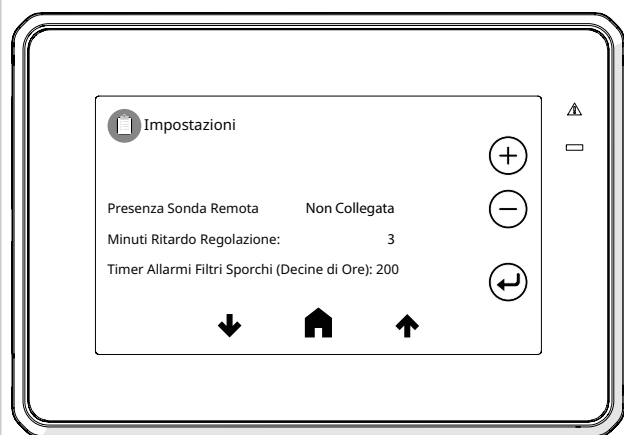 Impostazioni
Presenza Sonda Remota Non Collegata
Minuti Ritardo Regolazione: 3
Timer Allarmi Filtri Sporchi (Decine di Ore): 200